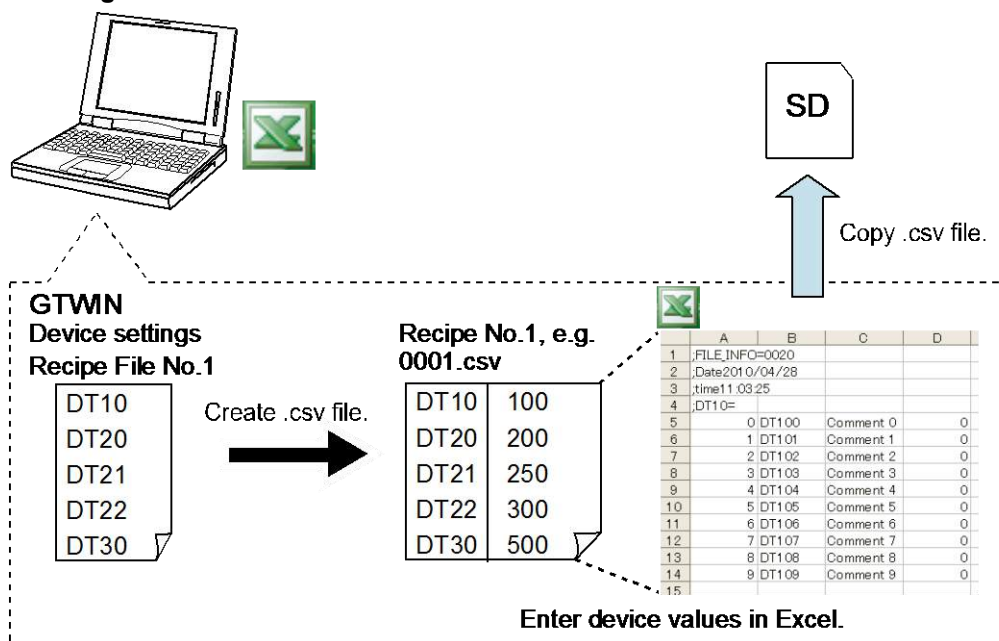 SD
Copy .csv file.
GTWIN
Device settings
Recipe File No.1
DT10
DT20
DT21
DT22
DT30
Create .csv file.
Recipe No.1, e.g.
0001.csv
DT10 100
DT20 200
DT21 250
DT22 300
DT30 500
A B C D
1 ;FILE_INFO=0020
2 ;Date2010/04/28
3 ;time11:03:25
4 ;DT10=
5 0 DT100 Comment 0 0
6 1 DT101 Comment 1 0
7 2 DT102 Comment 2 0
8 3 DT103 Comment 3 0
9 4 DT104 Comment 4 0
10 5 DT105 Comment 5 0
11 6 DT106 Comment 6 0
12 7 DT107 Comment 7 0
13 8 DT108 Comment 8 0
14 9 DT109 Comment 9 0
15
Enter device values in Excel.